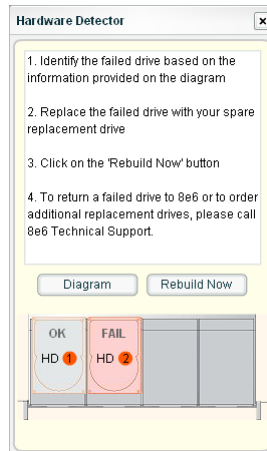 Hardware Detector
x
1. Identify the failed drive based on the
information provided on the diagram
2. Replace the failed drive with your spare
replacement drive
3. Click on the 'Rebuild Now' button
4. To return a failed drive to 8e6 or to order
additional replacement drives, please call
8e6 Technical Support.
Diagram Rebuild Now
OK FAIL
HD 1 HD 2